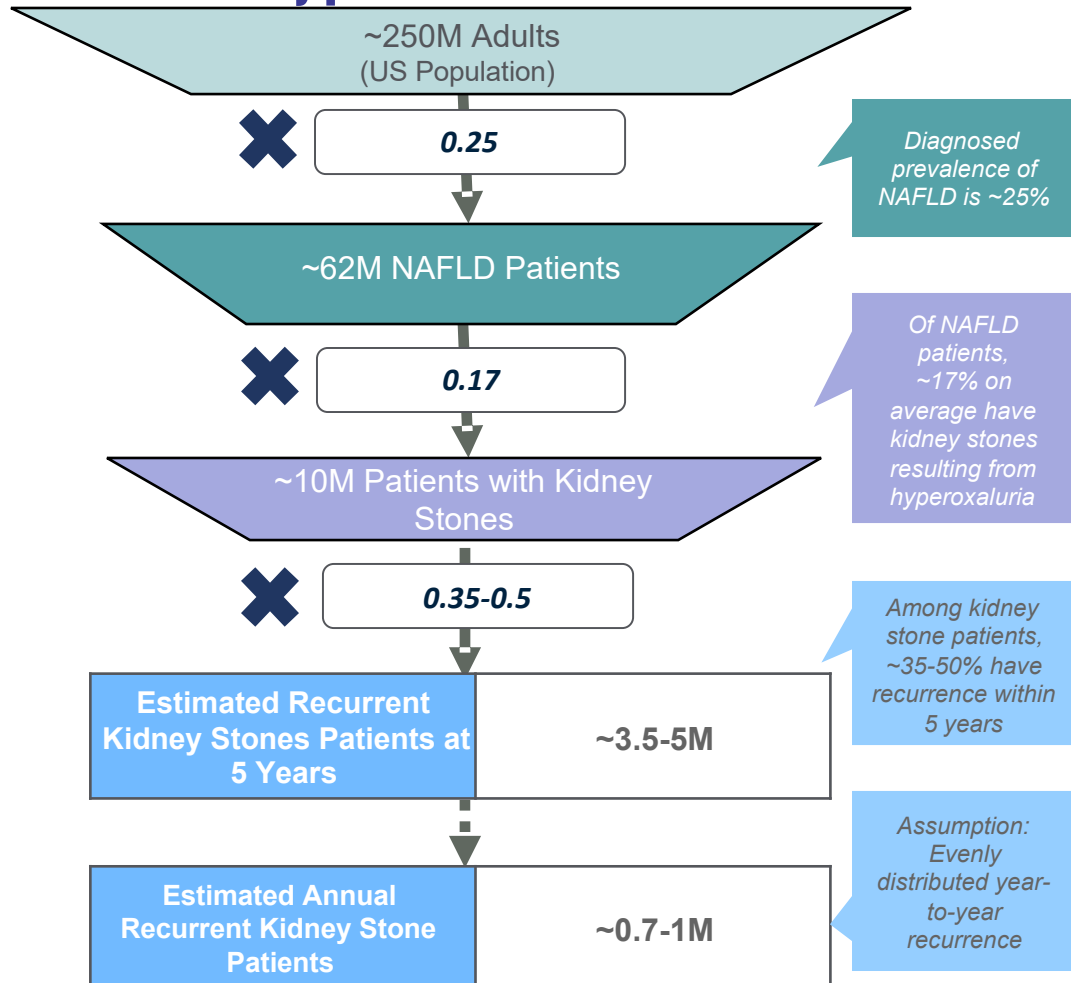 ~250M Adults
(US Population)
0.25
Diagnosed
prevalence of
NAFLD is ~25%
~62M NAFLD Patients
0.17
Of NAFLD
patients,
~17% on
average have
kidney stones
resulting from
hyperoxaluria
~10M Patients with Kidney
Stones
0.35-0.5
Among kidney
stone patients,
~35-50% have
recurrence within
5 years
Estimated Recurrent
Kidney Stones Patients at
5 Years
~3.5-5M
Assumption:
Evenly
distributed year-
to-year
recurrence
Estimated Annual
Recurrent Kidney Stone
Patients
~0.7-1M